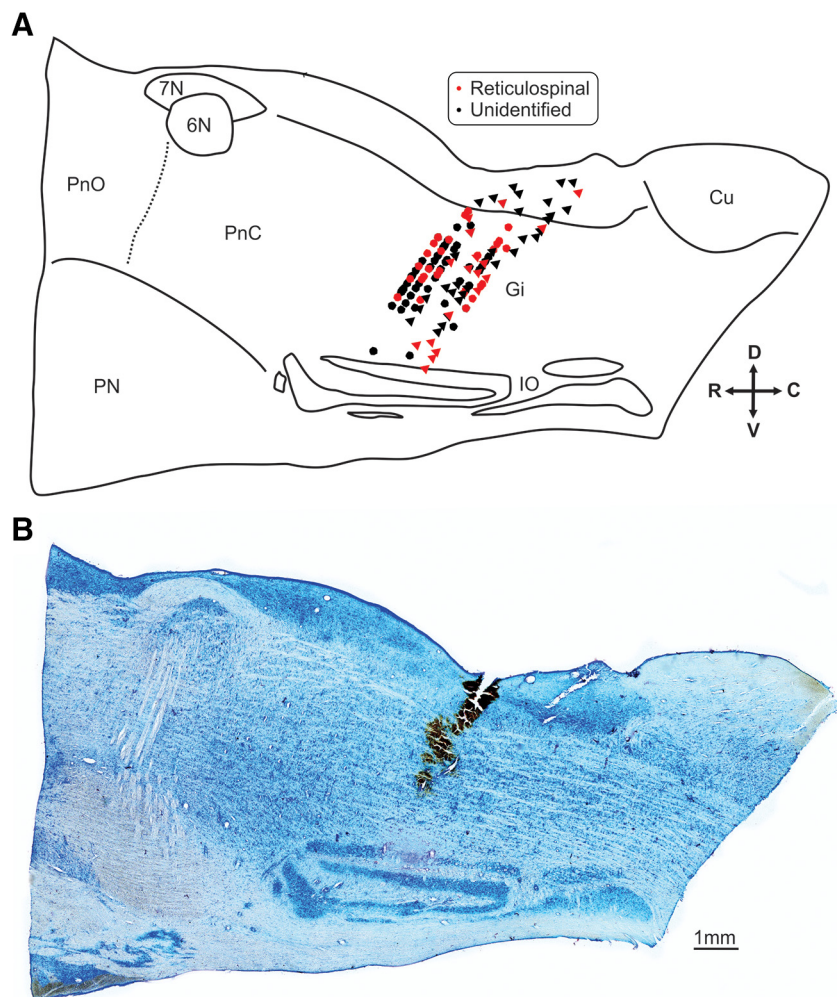 A
7N
6N
Reticulospinal
Unidentified
PnO
PnC
Cu
Gi
PN
IO
D
R
C
V
B
1mm